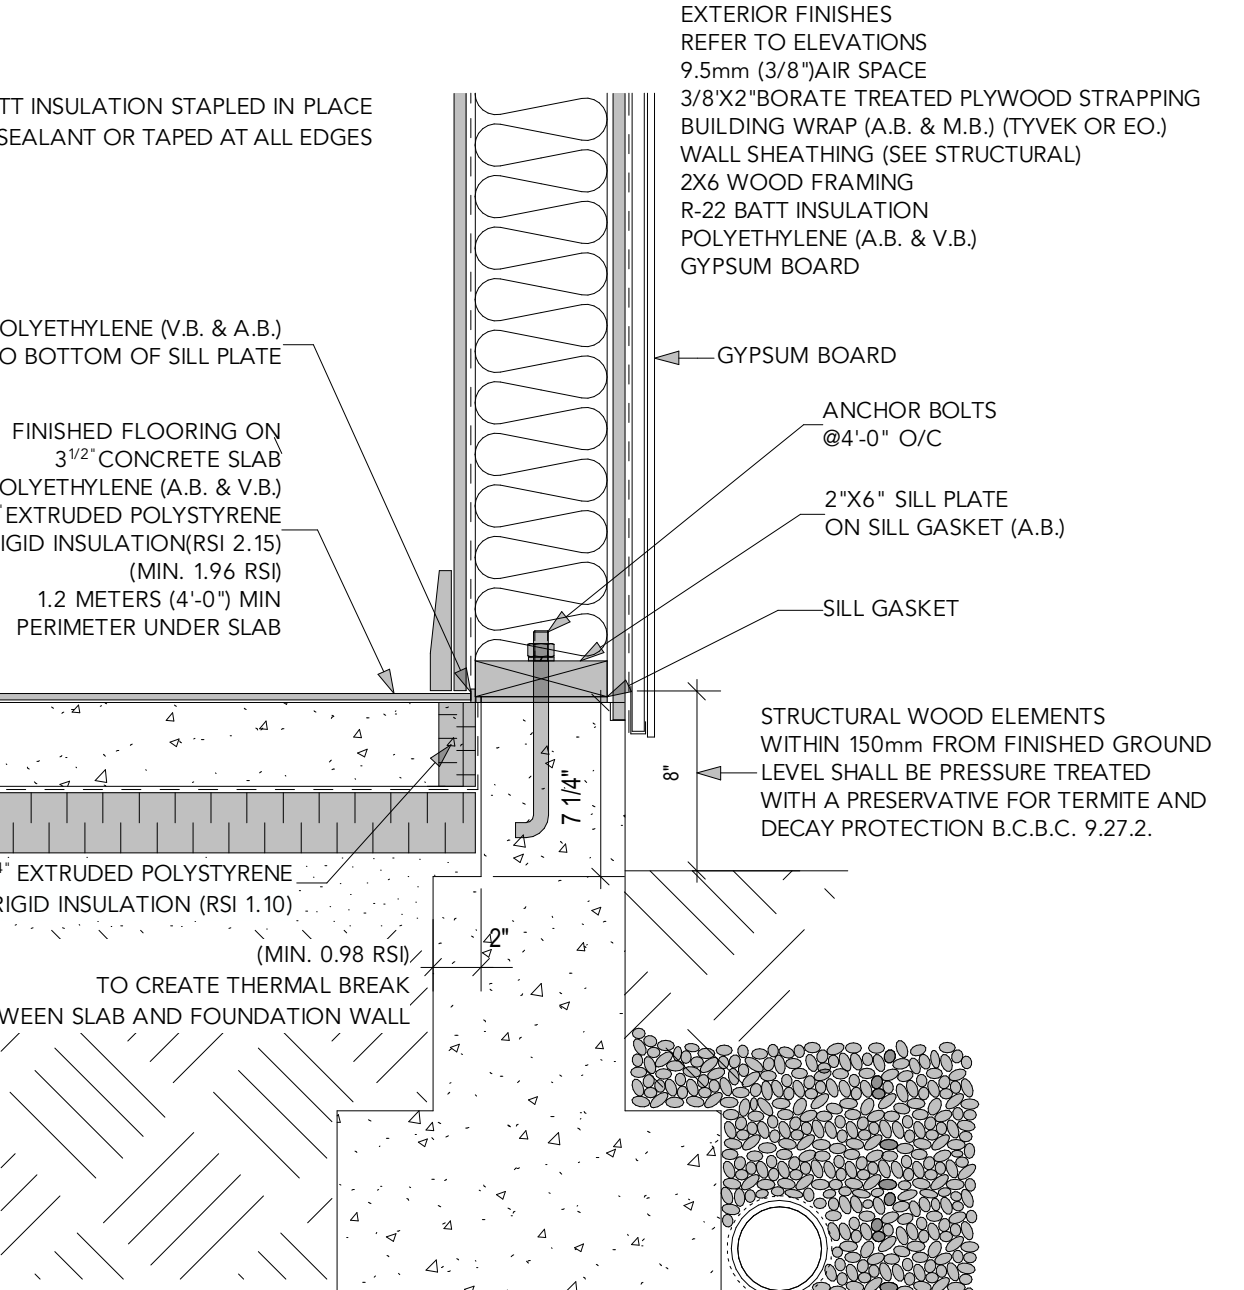 EXTERIOR FINISHES
REFER TO ELEVATIONS
9.5mm (3/8")AIR SPACE
3/8'X2"BORATE TREATED PLYWOOD STRAPPING
BUILDING WRAP (A.B. & M.B.) (TYVEK OR EO.)
WALL SHEATHING (SEE STRUCTURAL)
2X6 WOOD FRAMING
R-22 BATT INSULATION
POLYETHYLENE (A.B. & V.B.)
GYPSUM BOARD
TT INSULATION STAPLED IN PLACE
SEALANT OR TAPED AT ALL EDGES
OLYETHYLENE (V.B. & A.B.)
O BOTTOM OF SILL PLATE
GYPSUM BOARD
ANCHOR BOLTS
@4'-0" O/C
FINISHED FLOORING ON
3 1/2" CONCRETE SLAB
OLYETHYLENE (A.B. & V.B.)
" EXTRUDED POLYSTYRENE
IGID INSULATION(RSI 2.15)
(MIN. 1.96 RSI)
1.2 METERS (4'-0") MIN
PERIMETER UNDER SLAB
2"X6" SILL PLATE
ON SILL GASKET (A.B.)
SILL GASKET
STRUCTURAL WOOD ELEMENTS
WITHIN 150mm FROM FINISHED GROUND
LEVEL SHALL BE PRESSURE TREATED
WITH A PRESERVATIVE FOR TERMITE AND
DECAY PROTECTION B.C.B.C. 9.27.2.
8"
7 1/4"
4" EXTRUDED POLYSTYRENE
RIGID INSULATION (RSI 1.10)
2"
(MIN. 0.98 RSI)
TO CREATE THERMAL BREAK
WEEN SLAB AND FOUNDATION WALL